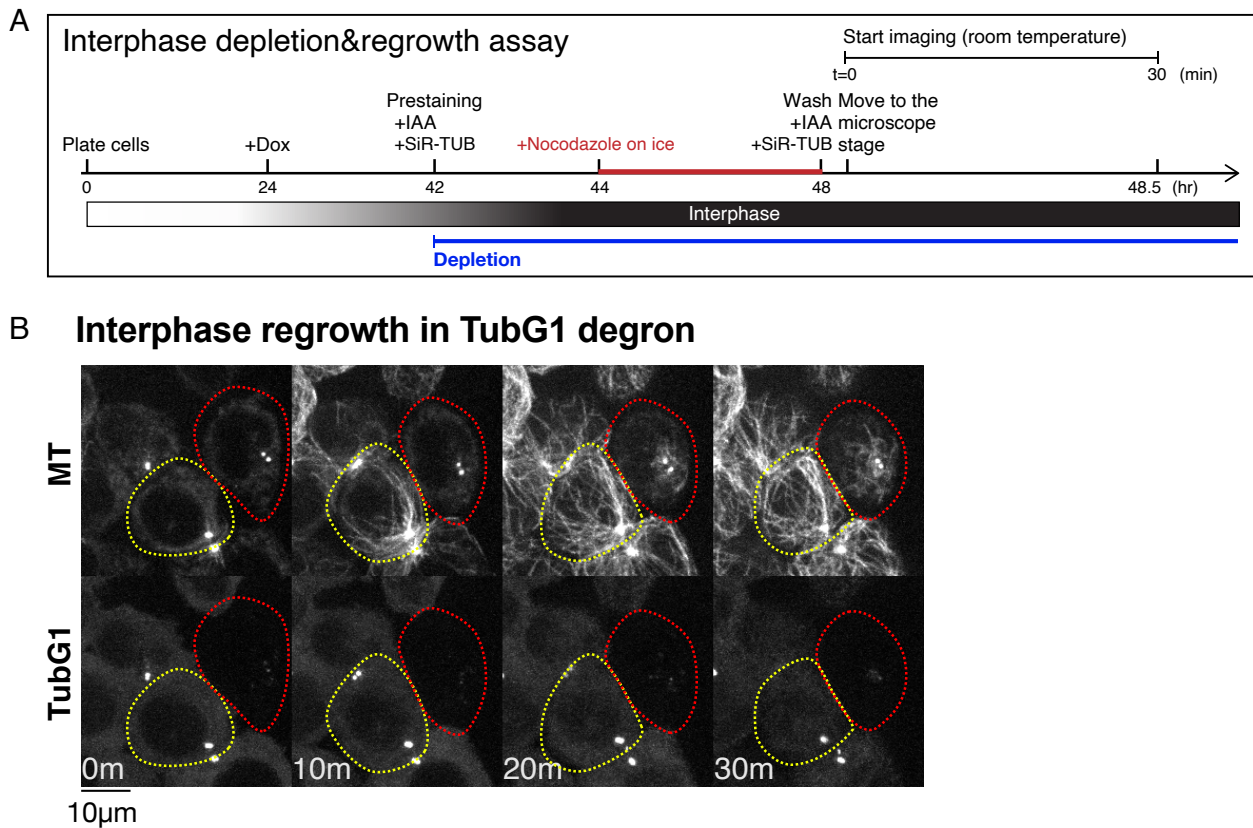 A
Interphase depletion&regrowth assay
Start imaging (room temperature)
t=0 30 (min)
Plate cells
+Dox
Prestaining
+IAA
+SiR-TUB
+Nocodazole on ice
Wash
+IAA
+SiR-TUB
Move to the
microscope
stage
0 24 42 44 48 48.5 (hr)
Interphase
Depletion
B
Interphase regrowth in TubG1 degron
MT
TubG1
0m 10m 20m 30m
10µm